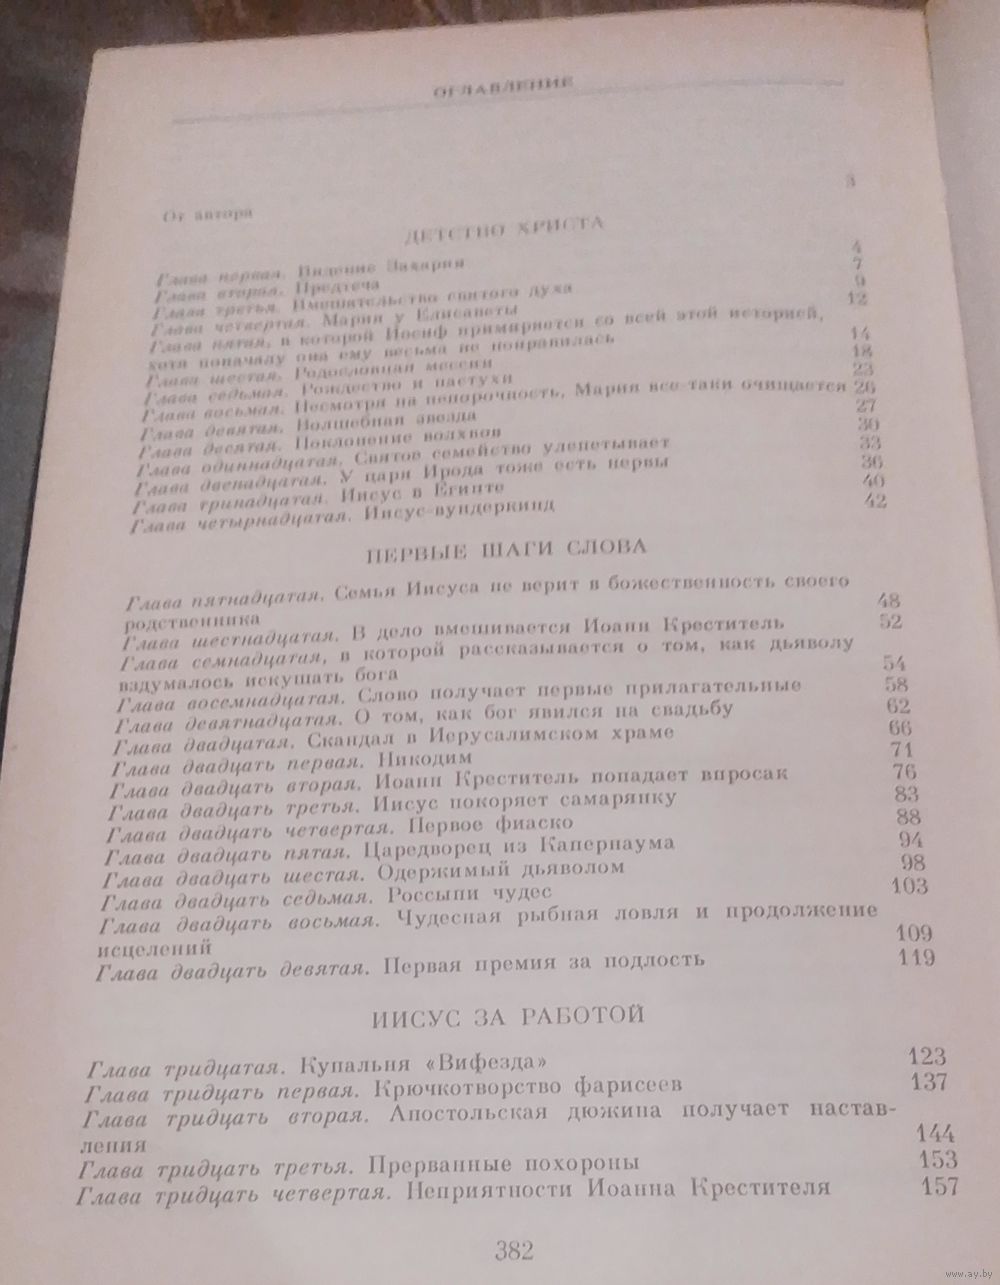 ОГЛАВЛЕНИЕ
От автора 3
ДЕТСТВО ХРИСТА
Глава первая. Видение Захарии 4
Глава вторая. Предтеча 7
Глава третья. Вмешательство святого духа 9
Глава четвертая. Мария у Елисаветы 12
Глава пятая, в которой Иосиф примиряется со всей этой историей,
хотя поначалу она ему весьма не понравилась 14
Глава шестая. Родословная мессии 18
Глава седьмая. Рождество и пастухи 23
Глава восьмая. Несмотря на непорочность, Мария все-таки очищается 26
Глава девятая. Волшебная звезда 27
Глава десятая. Поклонение волхвов 30
Глава одиннадцатая. Святое семейство улепетывает 33
Глава двенадцатая. У царя Ирода тоже есть нервы 36
Глава тринадцатая. Иисус в Египте 40
Глава четырнадцатая. Иисус-вундеркинд 42
ПЕРВЫЕ ШАГИ СЛОВА
Глава пятнадцатая. Семья Иисуса не верит в божественность своего
родственника 48
Глава шестнадцатая. В дело вмешивается Иоанн Креститель 52
Глава семнадцатая, в которой рассказывается о том, как дьяволу
вздумалось искушать бога 54
Глава восемнадцатая. Слово получает первые прилагательные 58
Глава девятнадцатая. О том, как бог явился на свадьбу 62
Глава двадцатая. Скандал в Иерусалимском храме 66
Глава двадцать первая. Никодим 71
Глава двадцать вторая. Иоанн Креститель попадает впросак 76
Глава двадцать третья. Иисус покоряет самарянку 83
Глава двадцать четвертая. Первое фиаско 88
Глава двадцать пятая. Царедворец из Капернаума 94
Глава двадцать шестая. Одержимый дьяволом 98
Глава двадцать седьмая. Россыпи чудес 103
Глава двадцать восьмая. Чудесная рыбная ловля и продолжение
исцелений 109
Глава двадцать девятая. Первая премия за подлость 119
ИИСУС ЗА РАБОТОЙ
Глава тридцатая. Купальня «Вифезда» 123
Глава тридцать первая. Крючкотворство фарисеев 137
Глава тридцать вторая. Апостольская дюжина получает настав-
ления 144
Глава тридцать третья. Прерванные похороны 153
Глава тридцать четвертая. Неприятности Иоанна Крестителя 157
382
www.ay.by